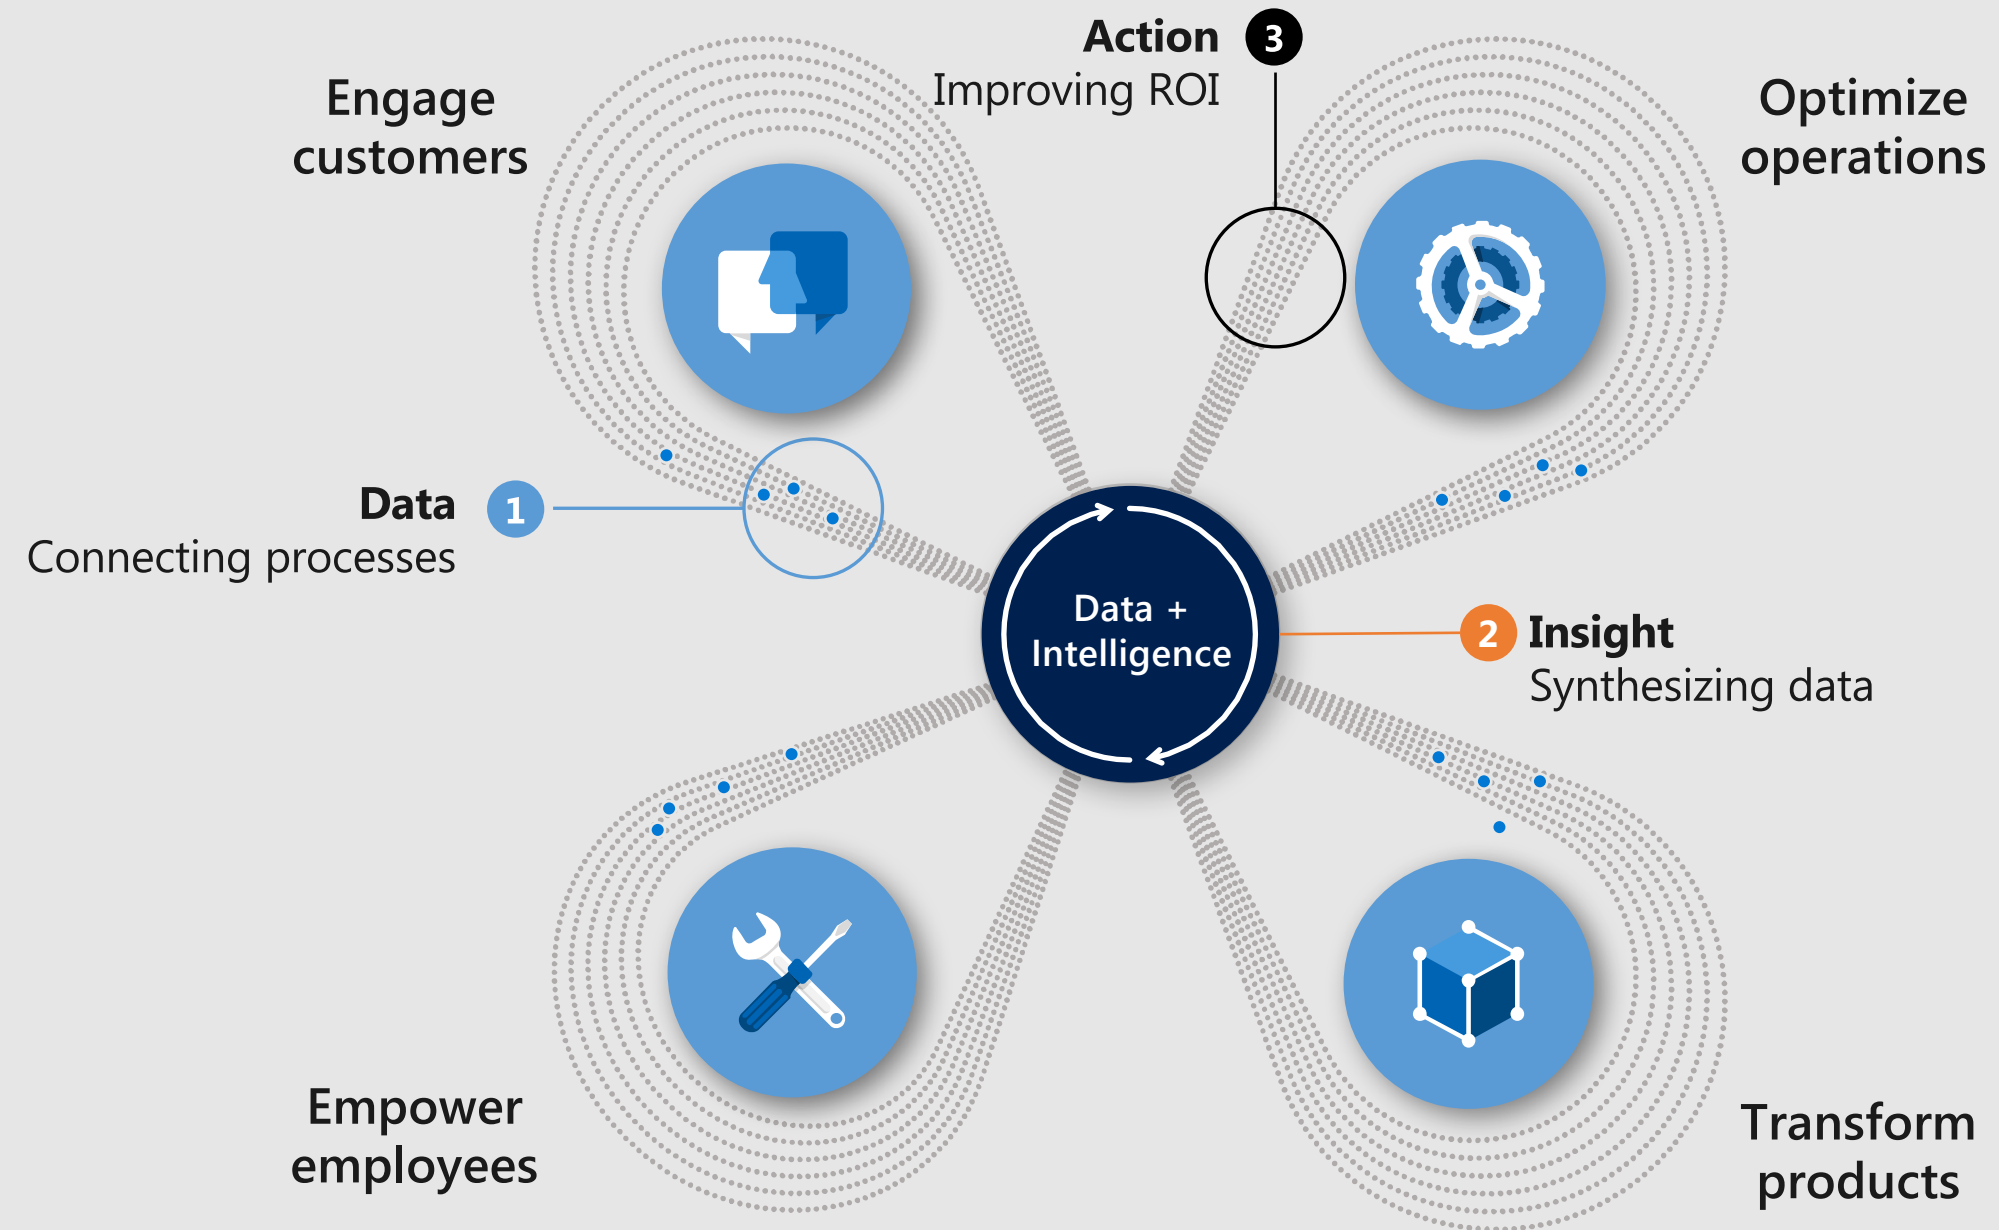 Action
3
Improving ROI
Engage
customers
Optimize
operations
Data
1
Connecting processes
Data +
Intelligence
2
Insight
Synthesizing data
Empower
employees
Transform
products